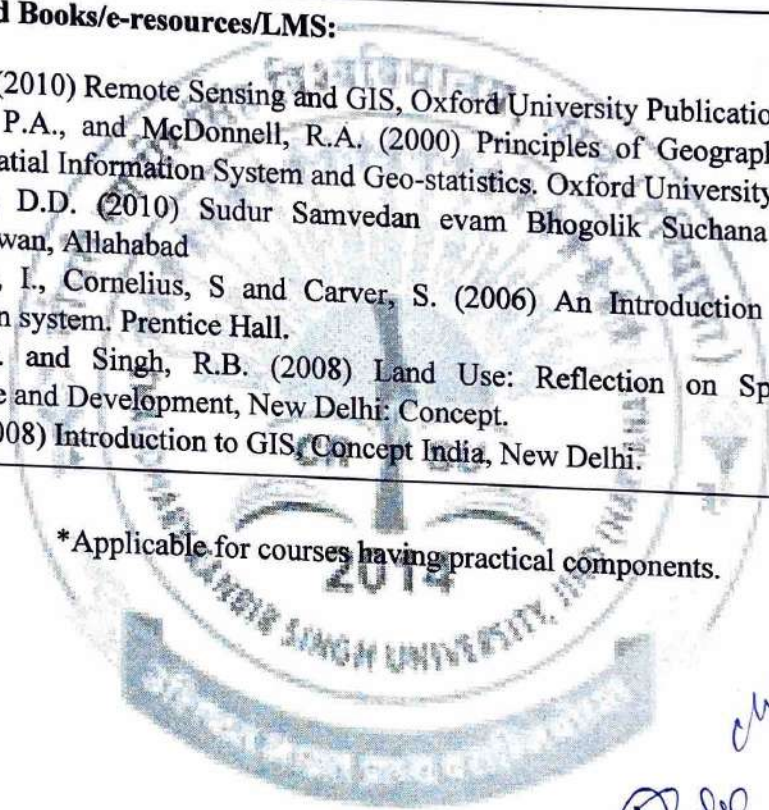 d Books/e-resources/LMS:
(2010) Remote Sensing and GIS, Oxford University Publicatio
P.A., and McDonnell, R.A. (2000) Principles of Geograph
atial Information System and Geo-statistics. Oxford University
D.D. (2010) Sudur Samvedan evam Bhogolik Suchana
wan, Allahabad
, I., Cornelius, S and Carver, S. (2006) An Introduction
n system. Prentice Hall.
. and Singh, R.B. (2008) Land Use: Reflection on Sp
e and Development, New Delhi: Concept.
008) Introduction to GIS, Concept India, New Delhi.
*Applicable for courses having practical components.
2014
RANBIR SINGH UNIVERSITY, JIND